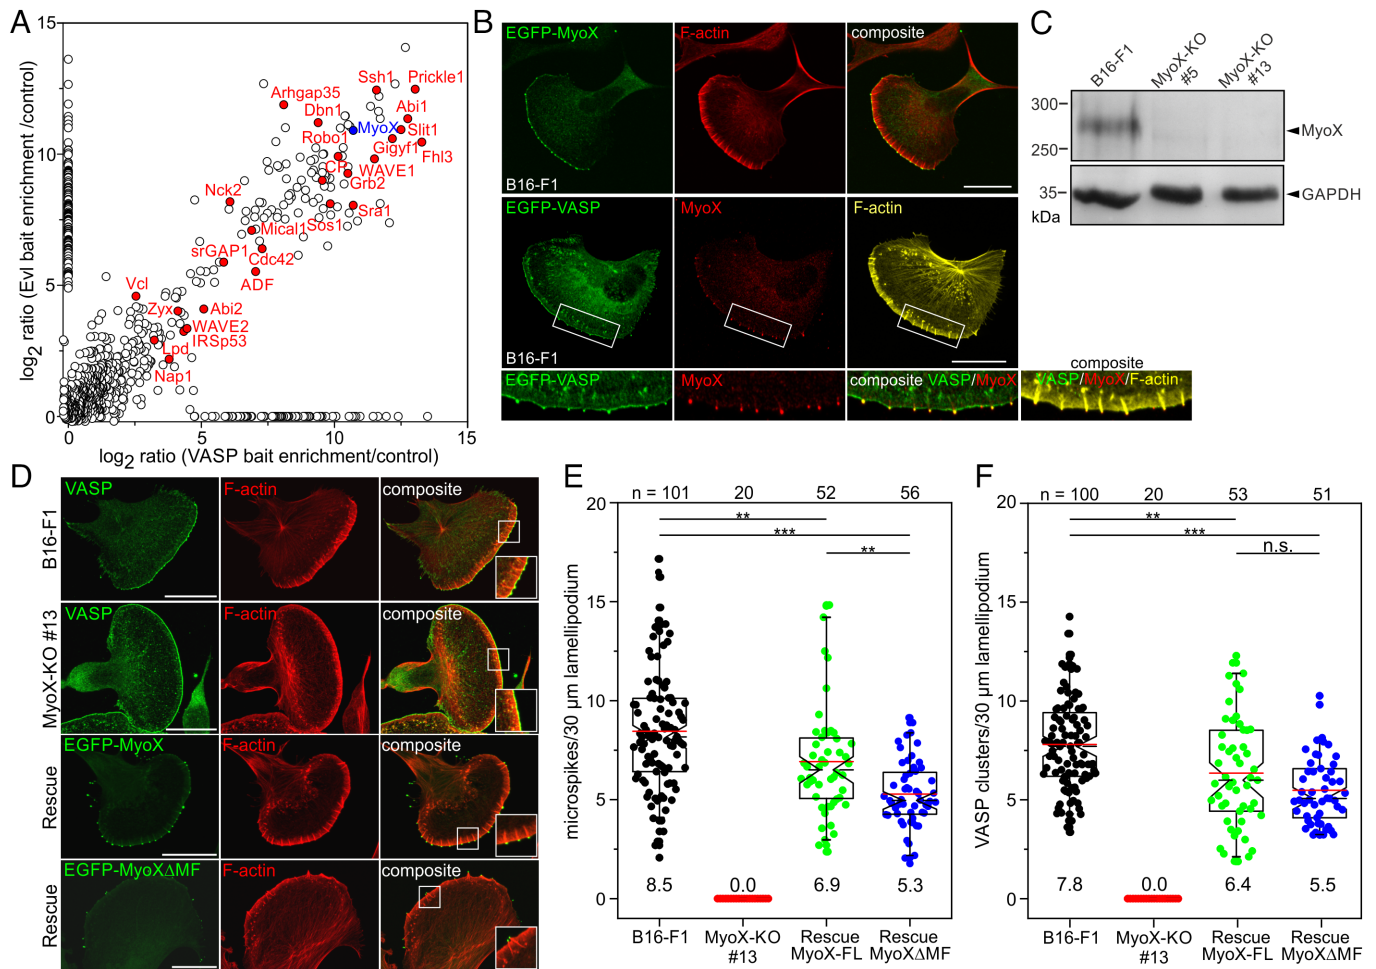 A
15
10
5
0
log2 ratio (Evl bait enrichment /control)
0
5
10
15
log2 ratio (VASP bait enrichment/control)
Ssh1
Prickle1
Arhgap35
Dbn1
Abi1
MyoX
Slit1
Robo1
Gigyf1
Fhl3
CP
WAVE1
Grb2
Nck2
Sra1
Mical1
Sos1
srGAP1
Cdc42
ADF
Vcl
Zyx
Abi2
WAVE2
IRSp53
Lpd
Nap1
B
EGFP-MyoX
F-actin
composite
B16-F1
EGFP-VASP
MyoX
F-actin
B16-F1
composite
EGFP-VASP
MyoX
composite VASP/MyoX
VASP/MyoX/F-actin
C
B16-F1
MyoX-KO #5
MyoX-KO #13
300
250
MyoX
35
kDa
GAPDH
D
B16-F1
VASP
F-actin
composite
MyoX-KO #13
VASP
F-actin
composite
Rescue
EGFP-MyoX
F-actin
composite
Rescue
EGFP-MyoXΔMF
F-actin
composite
E
n = 101
20
52
56
**
***
**
20
15
10
5
0
microspikes/30 µm lamellipodium
8.5
0.0
6.9
5.3
B16-F1
MyoX-KO #13
Rescue MyoX-FL
Rescue MyoXΔMF
F
n = 100
20
53
51
**
***
n.s.
20
15
10
5
0
VASP clusters/30 µm lamellipodium
7.8
0.0
6.4
5.5
B16-F1
MyoX-KO #13
Rescue MyoX-FL
Rescue MyoXΔMF